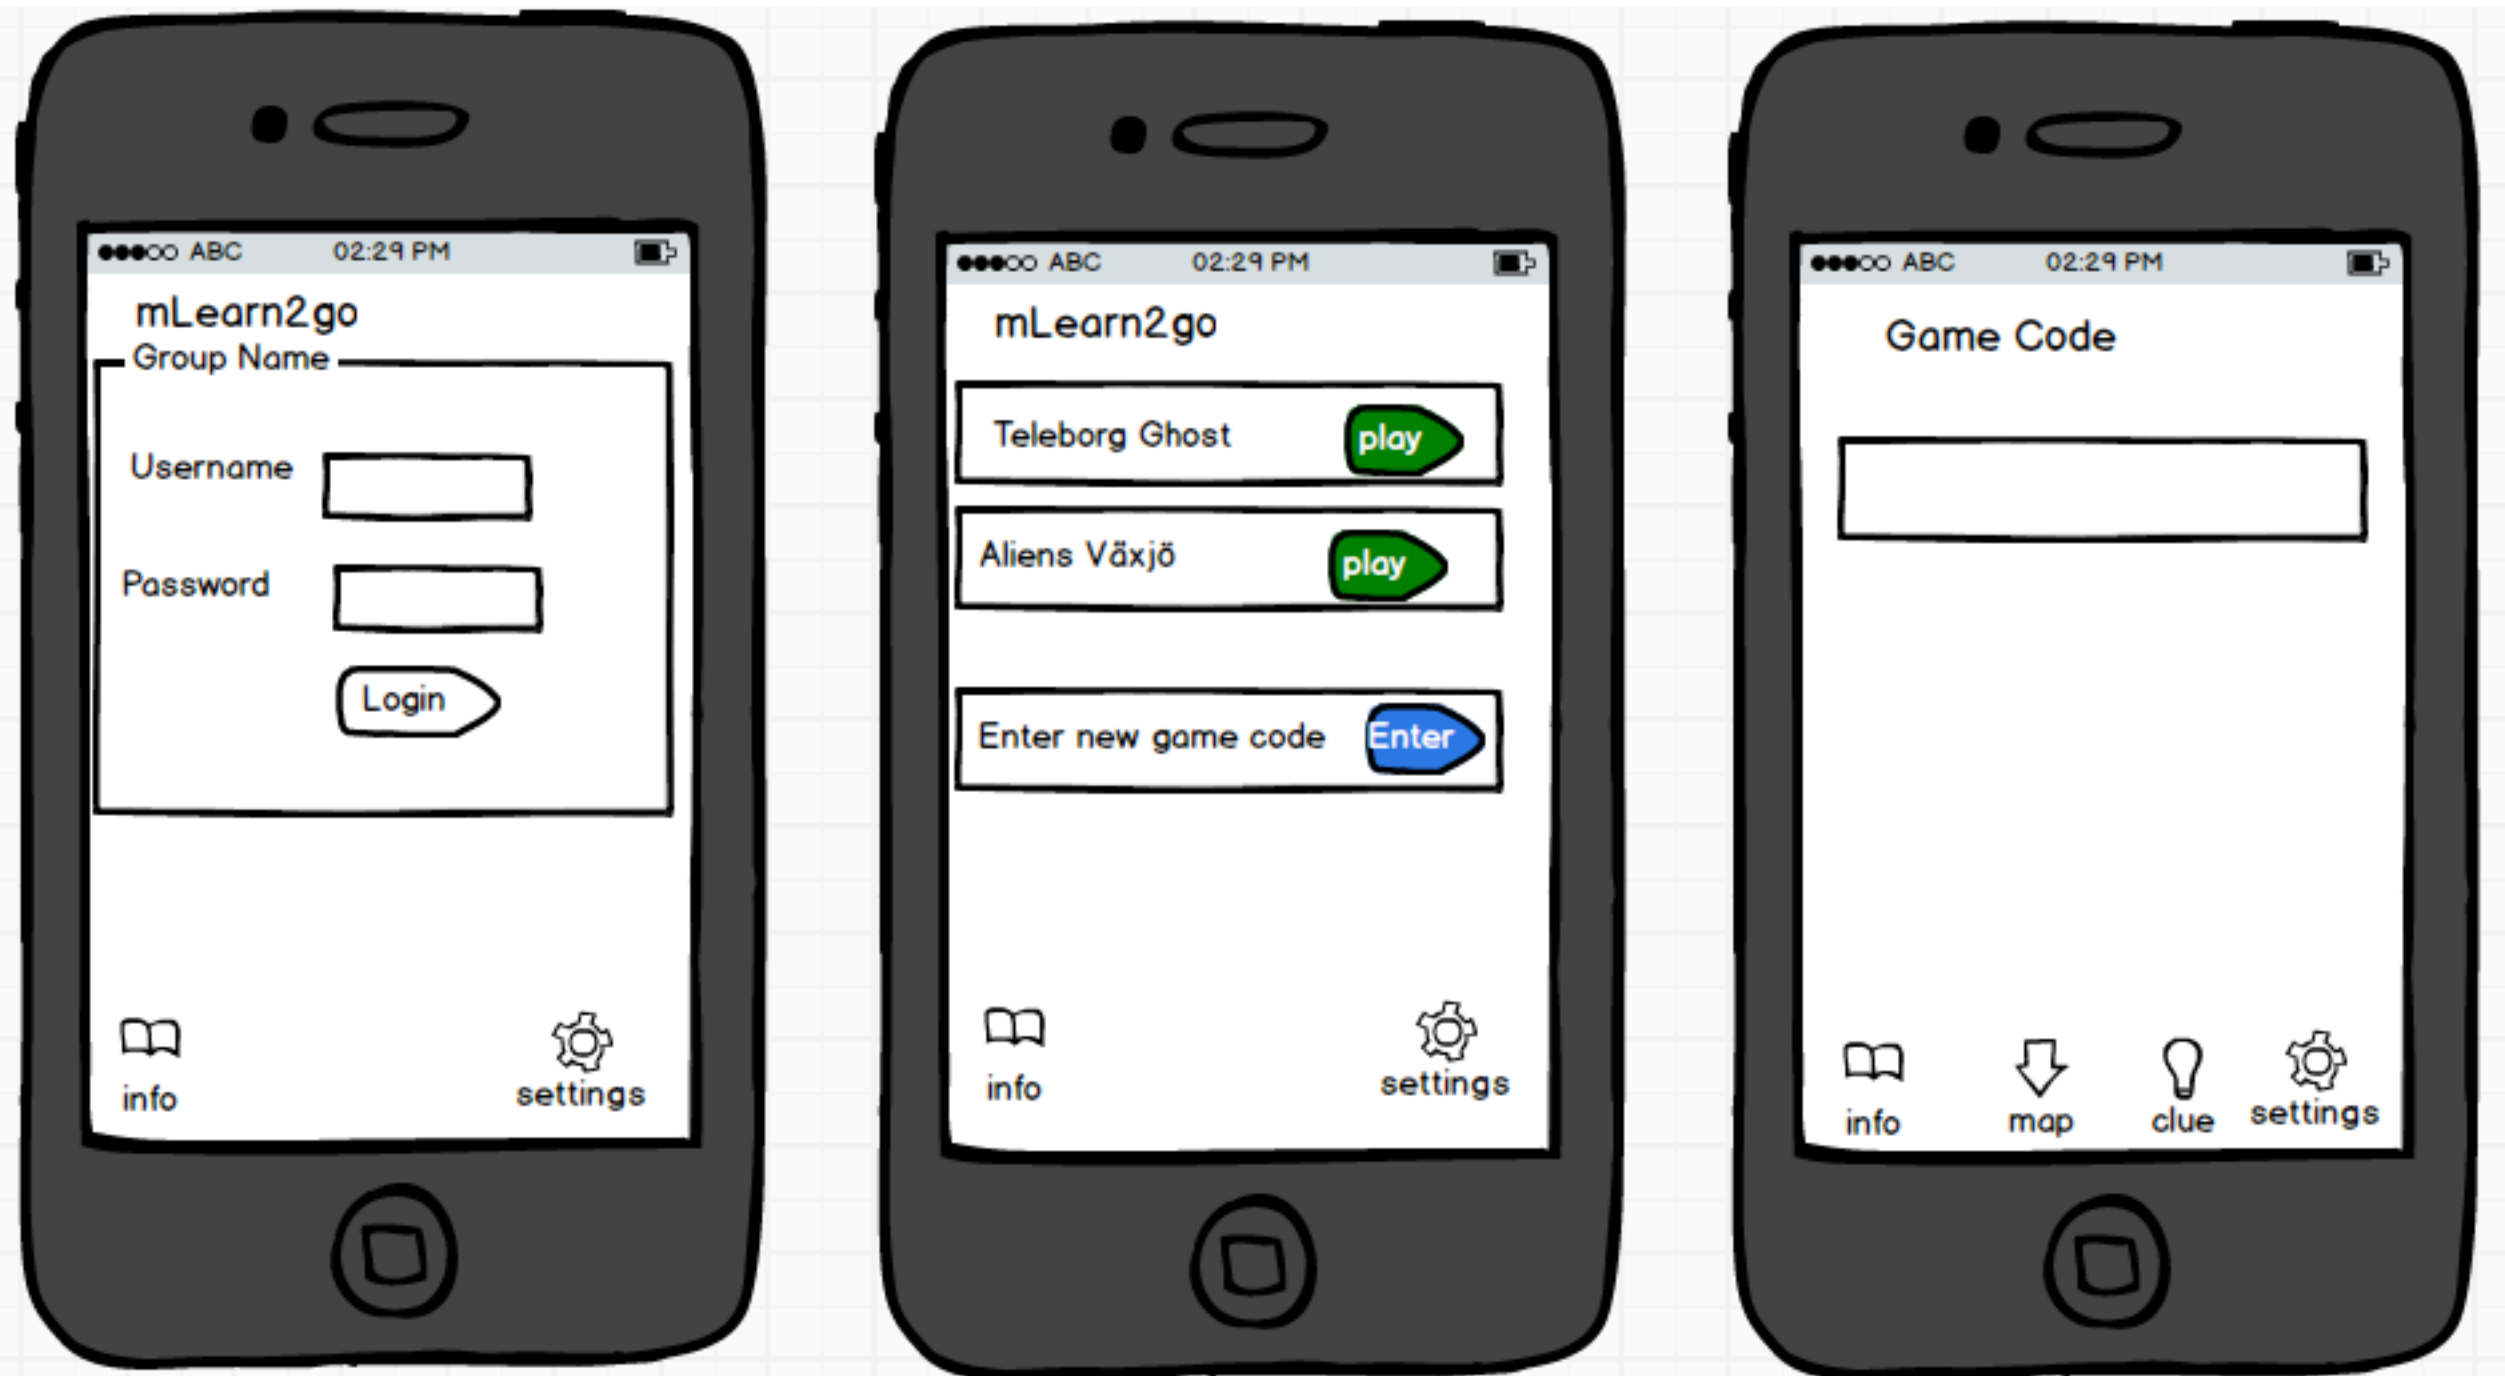 ABC 02:29 PM
mLearn2go
Group Name
Username
Password
Login
info
settings
ABC 02:29 PM
mLearn2go
Teleborg Ghost play
Aliens Växjö play
Enter new game code Enter
info
settings
ABC 02:29 PM
Game Code
info map clue settings